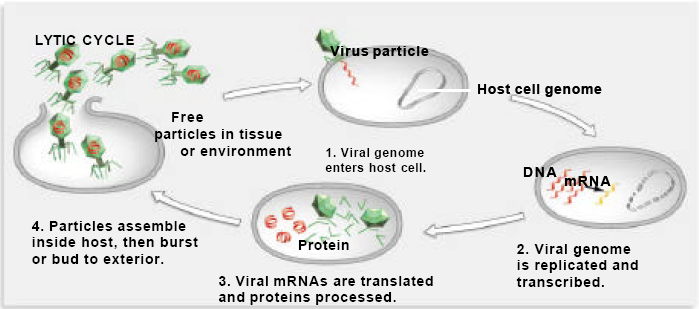 LYTIC CYCLE
Virus particle
Host cell genome
Free
particles in tissue
or environment
1. Viral genome
enters host cell.
DNA
mRNA
2. Viral genome
is replicated and
transcribed.
Protein
3. Viral mRNAs are translated
and proteins processed.
4. Particles assemble
inside host, then burst
or bud to exterior.